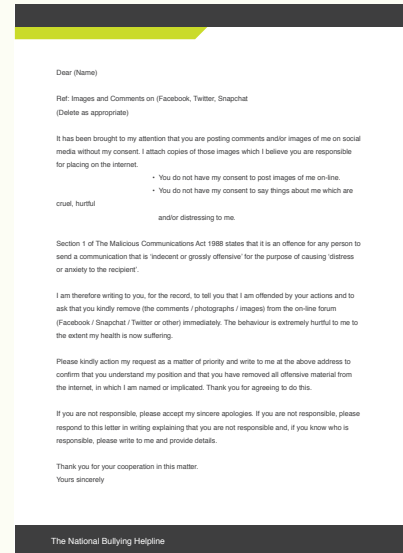 Dear (Name)
Ref: Images and Comments on (Facebook, Twitter, Snapchat
(Delete as appropriate)
It has been brought to my attention that you are posting comments and/or images of me on social
media without my consent. I attach copies of those images which I believe you are responsible
for placing on the internet.
• You do not have my consent to post images of me on-line.
• You do not have my consent to say things about me which are
cruel, hurtful
and/or distressing to me.
Section 1 of The Malicious Communications Act 1988 states that it is an offence for any person to
send a communication that is 'indecent or grossly offensive' for the purpose of causing 'distress
or anxiety to the recipient'.
I am therefore writing to you, for the record, to tell you that I am offended by your actions and to
ask that you kindly remove (the comments / photographs / images) from the on-line forum
(Facebook / Snapchat / Twitter or other) immediately. The behaviour is extremely hurtful to me to
the extent my health is now suffering.
Please kindly action my request as a matter of priority and write to me at the above address to
confirm that you understand my position and that you have removed all offensive material from
the internet, in which I am named or implicated. Thank you for agreeing to do this.
If you are not responsible, please accept my sincere apologies. If you are not responsible, please
respond to this letter in writing explaining that you are not responsible and, if you know who is
responsible, please write to me and provide details.
Thank you for your cooperation in this matter.
Yours sincerely
The National Bullying Helpline